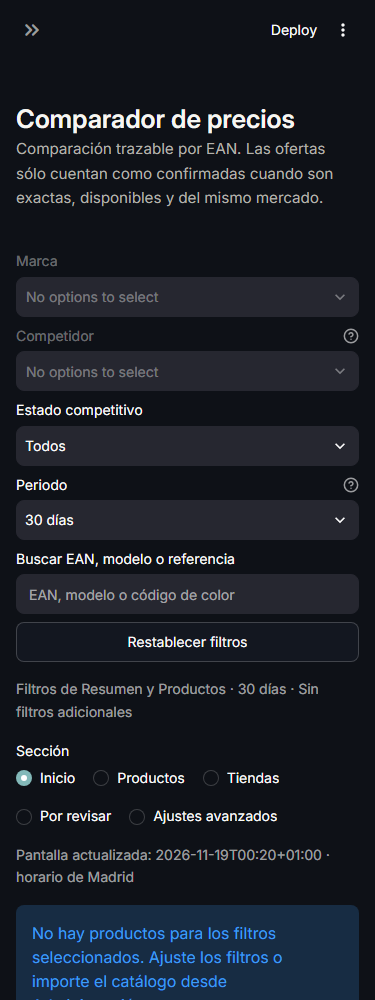 Deploy
Comparador de precios
Comparación trazable por EAN. Las ofertas
sólo cuentan como confirmadas cuando son
exactas, disponibles y del mismo mercado.
Marca
No options to select
Competidor
No options to select
Estado competitivo
Todos
Periodo
30 días
Buscar EAN, modelo o referencia
EAN, modelo o código de color
Restablecer filtros
Filtros de Resumen y Productos · 30 días · Sin
filtros adicionales
Sección
Inicio Productos Tiendas
Por revisar Ajustes avanzados
Pantalla actualizada: 2026-11-19T00:20+01:00 ·
horario de Madrid
No hay productos para los filtros
seleccionados. Ajuste los filtros o
importe el catálogo desde